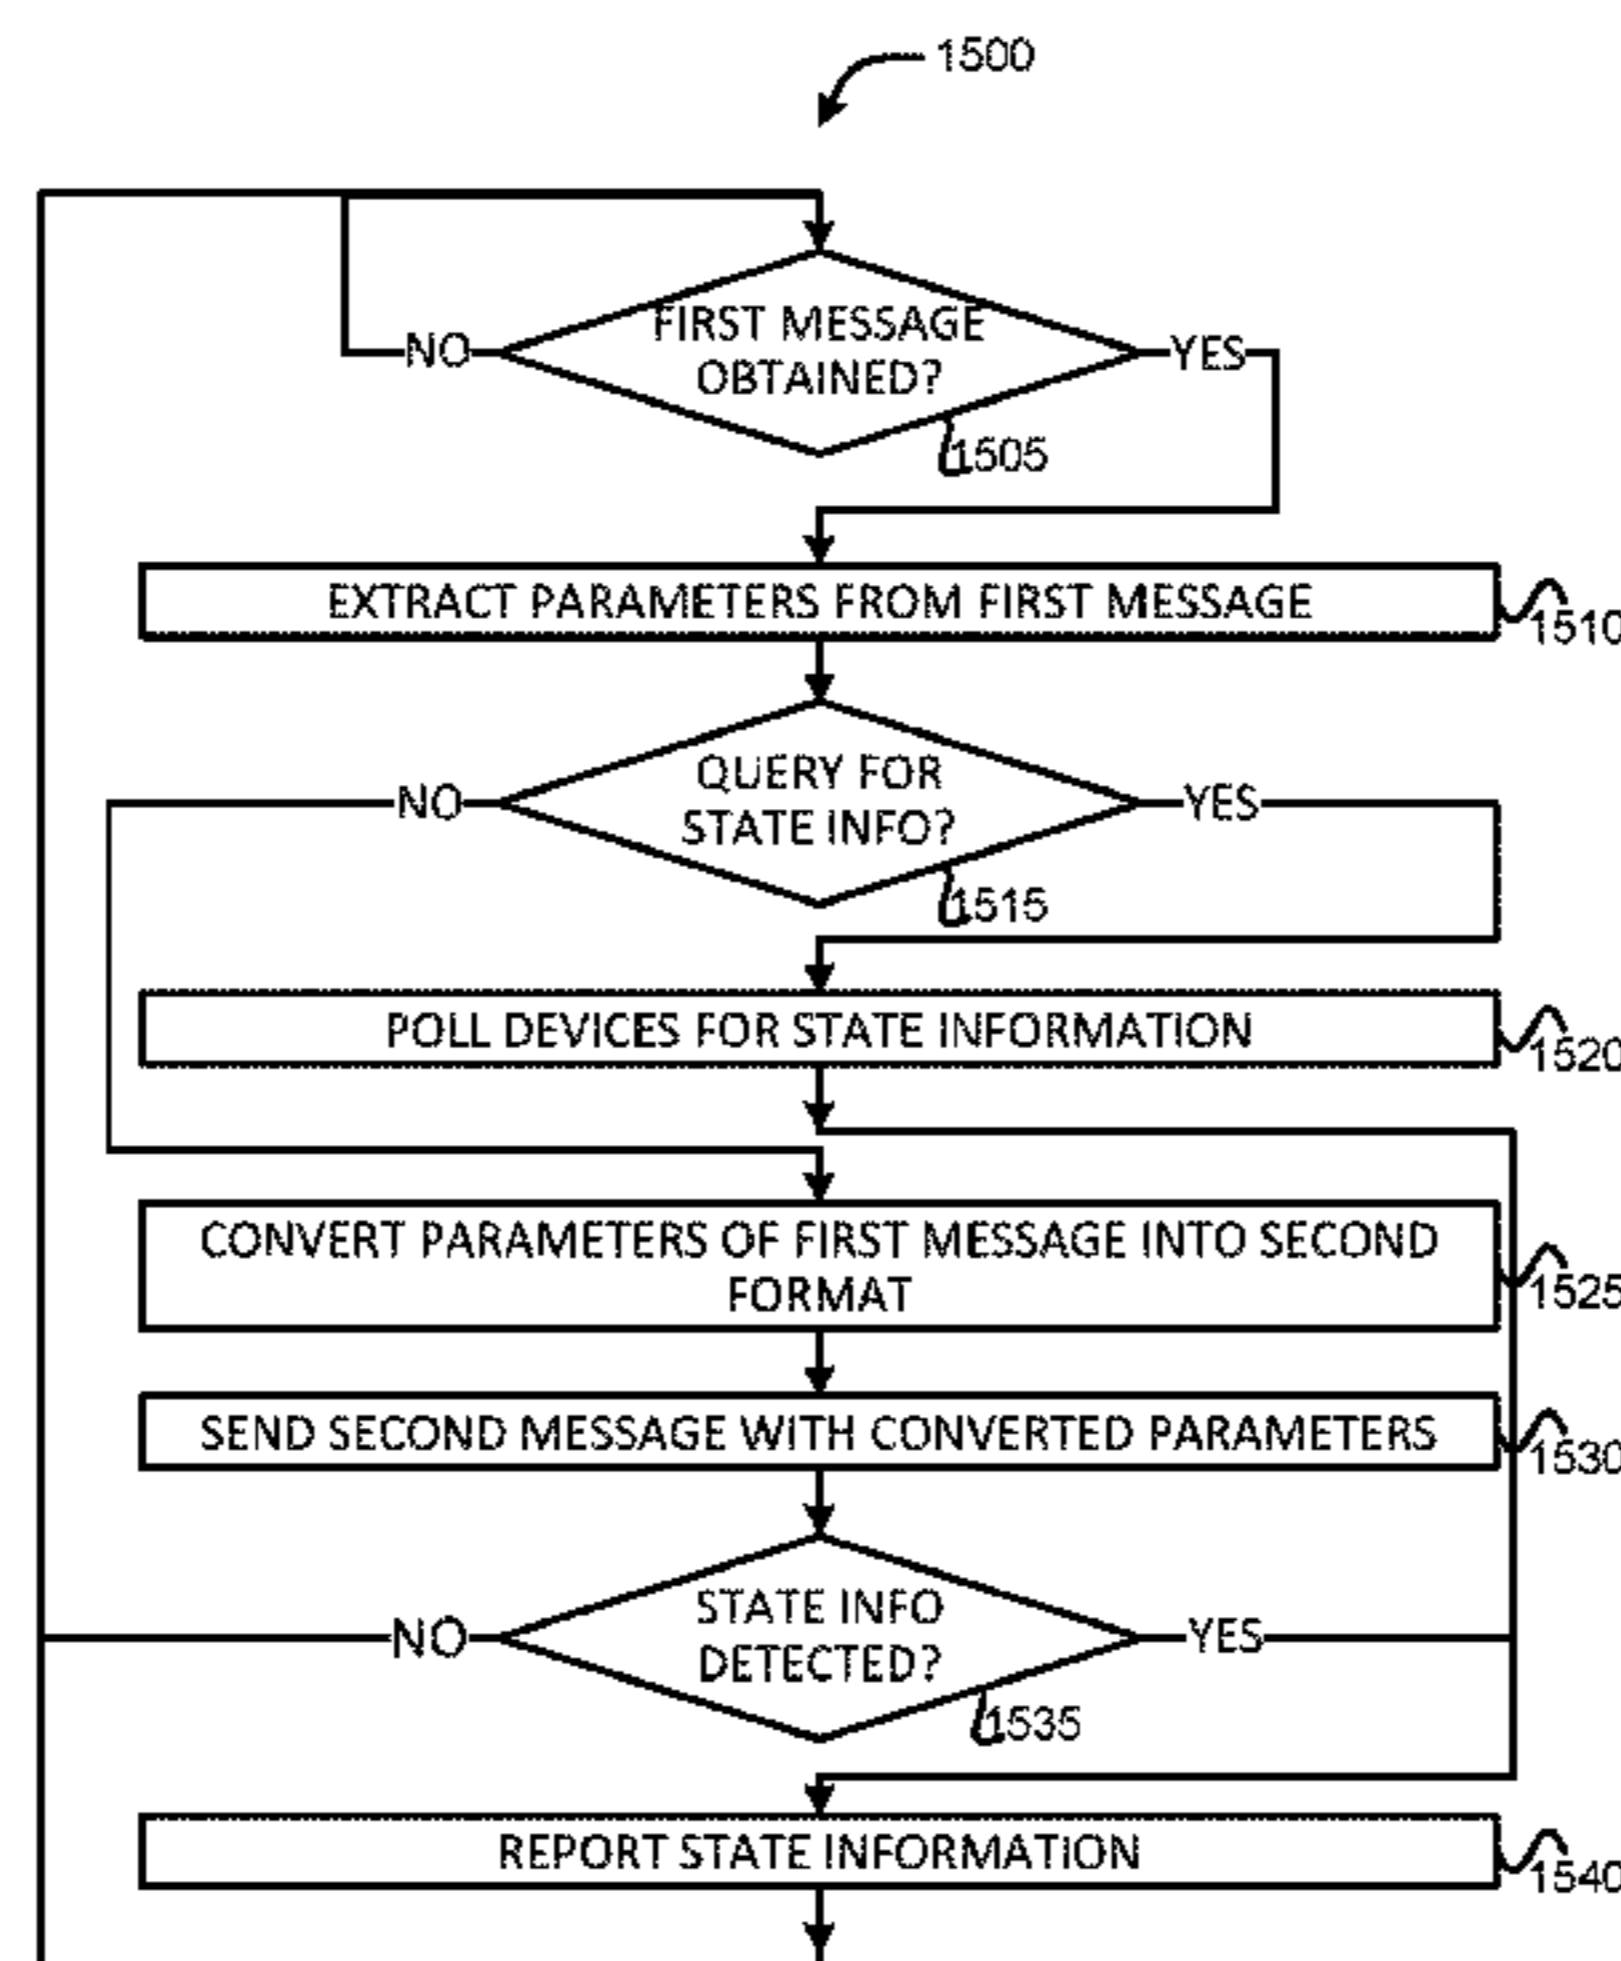 1500
FIRST MESSAGE
OBTAINED?
NO
YES
1505
EXTRACT PARAMETERS FROM FIRST MESSAGE
1510
QUERY FOR
STATE INFO?
NO
YES
1515
POLL DEVICES FOR STATE INFORMATION
1520
CONVERT PARAMETERS OF FIRST MESSAGE INTO SECOND
FORMAT
1525
SEND SECOND MESSAGE WITH CONVERTED PARAMETERS
1530
STATE INFO
DETECTED?
NO
YES
1535
REPORT STATE INFORMATION
1540